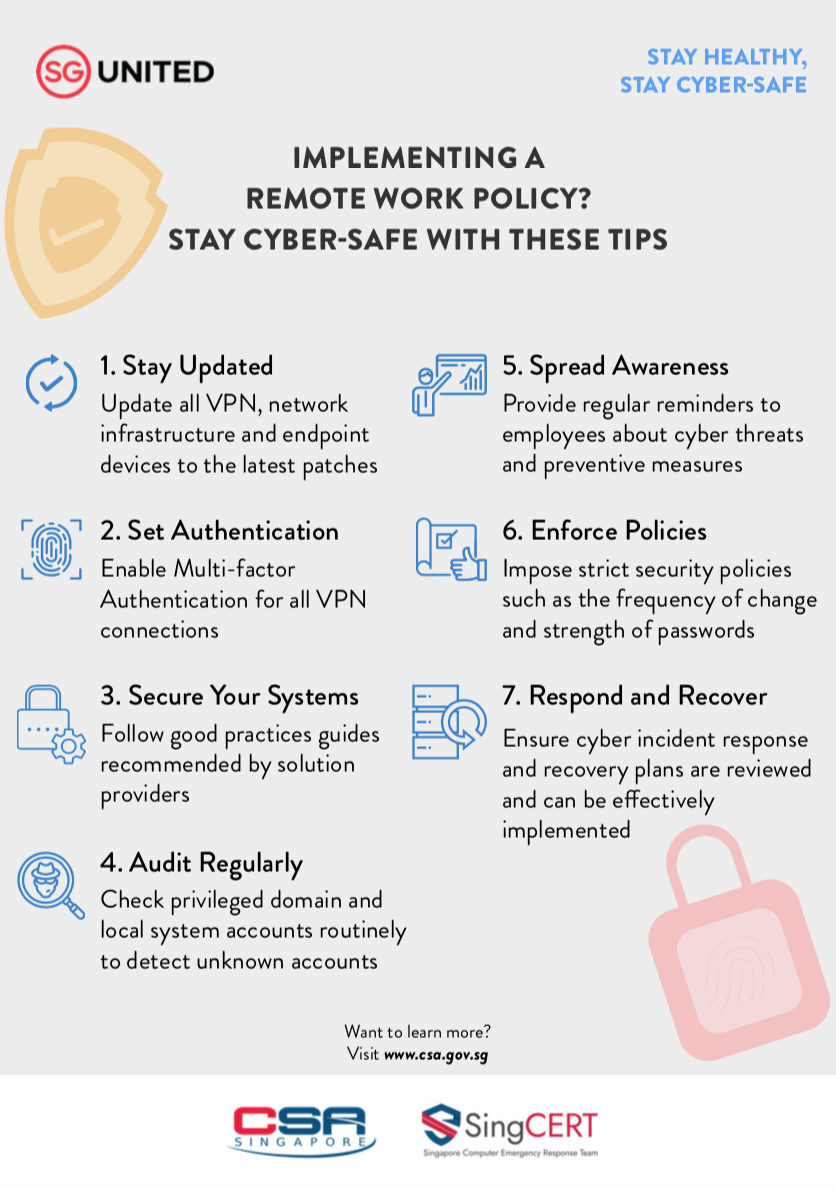 SG UNITED
STAY HEALTHY,
STAY CYBER-SAFE
IMPLEMENTING A
REMOTE WORK POLICY?
STAY CYBER-SAFE WITH THESE TIPS
1. Stay Updated
Update all VPN, network
infrastructure and endpoint
devices to the latest patches
2. Set Authentication
Enable Multi-factor
Authentication for all VPN
connections
3. Secure Your Systems
Follow good practices guides
recommended by solution
providers
4. Audit Regularly
Check privileged domain and
local system accounts routinely
to detect unknown accounts
5. Spread Awareness
Provide regular reminders to
employees about cyber threats
and preventive measures
6. Enforce Policies
Impose strict security policies
such as the frequency of change
and strength of passwords
7. Respond and Recover
Ensure cyber incident response
and recovery plans are reviewed
and can be effectively
implemented
Want to learn more?
Visit www.csa.gov.sg
CSA
SINGAPORE
SingCERT
Singapore Computer Emergency Response Team